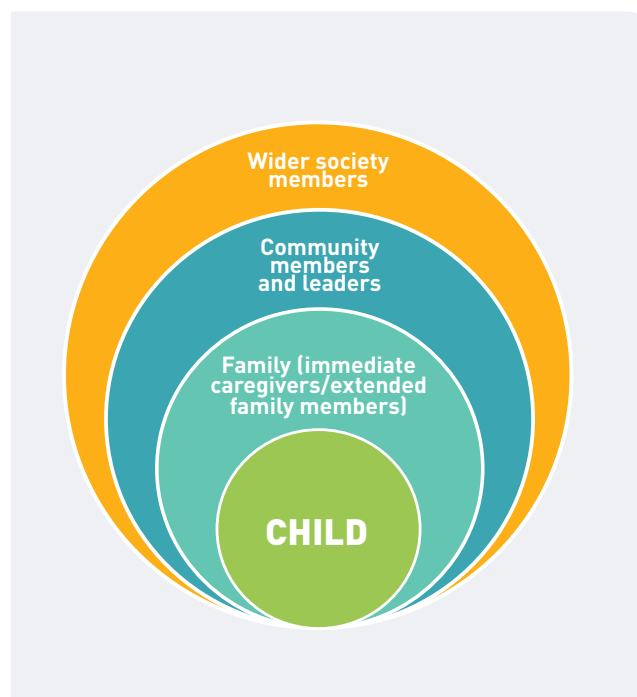 Wider society
members
Community
members
and leaders
Family (immediate
caregivers/extended
family members)
CHILD